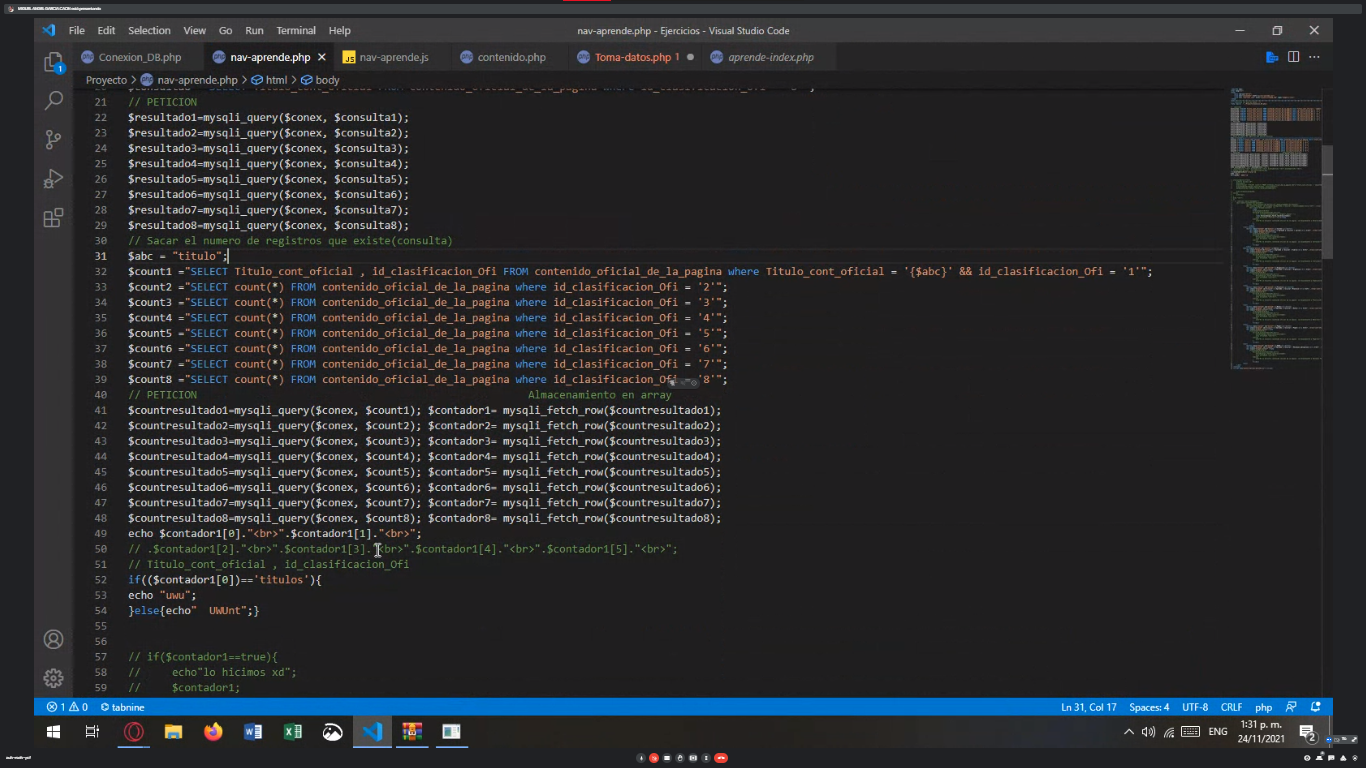 File Edit Selection View Go Run Terminal Help
nav-aprende.php - Ejercicios - Visual Studio Code
Conexion_DB.php nav-aprende.php nav-aprende.js contenido.php Toma-datos.php 1 aprende-index.php
Proyecto > nav-aprende.php > html > body
21 // PETICION
22 $resultado1=mysqli_query($conex, $consulta1);
23 $resultado2=mysqli_query($conex, $consulta2);
24 $resultado3=mysqli_query($conex, $consulta3);
25 $resultado4=mysqli_query($conex, $consulta4);
26 $resultado5=mysqli_query($conex, $consulta5);
27 $resultado6=mysqli_query($conex, $consulta6);
28 $resultado7=mysqli_query($conex, $consulta7);
29 $resultado8=mysqli_query($conex, $consulta8);
30 // Sacar el numero de registros que existe(consulta)
31 $abc = "titulo";
32 $count1 ="SELECT Titulo_cont_oficial , id_clasificacion_Ofi FROM contenido_oficial_de_la_pagina where Titulo_cont_oficial = '{$abc}' && id_clasificacion_Ofi = '1'";
33 $count2 ="SELECT count(*) FROM contenido_oficial_de_la_pagina where id_clasificacion_Ofi = '2'";
34 $count3 ="SELECT count(*) FROM contenido_oficial_de_la_pagina where id_clasificacion_Ofi = '3'";
35 $count4 ="SELECT count(*) FROM contenido_oficial_de_la_pagina where id_clasificacion_Ofi = '4'";
36 $count5 ="SELECT count(*) FROM contenido_oficial_de_la_pagina where id_clasificacion_Ofi = '5'";
37 $count6 ="SELECT count(*) FROM contenido_oficial_de_la_pagina where id_clasificacion_Ofi = '6'";
38 $count7 ="SELECT count(*) FROM contenido_oficial_de_la_pagina where id_clasificacion_Ofi = '7'";
39 $count8 ="SELECT count(*) FROM contenido_oficial_de_la_pagina where id_clasificacion_Ofi = '8'";
40 // PETICION Almacenamiento en array
41 $countresultado1=mysqli_query($conex, $count1); $contador1= mysqli_fetch_row($countresultado1);
42 $countresultado2=mysqli_query($conex, $count2); $contador2= mysqli_fetch_row($countresultado2);
43 $countresultado3=mysqli_query($conex, $count3); $contador3= mysqli_fetch_row($countresultado3);
44 $countresultado4=mysqli_query($conex, $count4); $contador4= mysqli_fetch_row($countresultado4);
45 $countresultado5=mysqli_query($conex, $count5); $contador5= mysqli_fetch_row($countresultado5);
46 $countresultado6=mysqli_query($conex, $count6); $contador6= mysqli_fetch_row($countresultado6);
47 $countresultado7=mysqli_query($conex, $count7); $contador7= mysqli_fetch_row($countresultado7);
48 $countresultado8=mysqli_query($conex, $count8); $contador8= mysqli_fetch_row($countresultado8);
49 echo $contador1[0]."<br>".$contador1[1]."<br>";
50 // .$contador1[2]."<br>".$contador1[3]."<br>".$contador1[4]."<br>".$contador1[5]."<br>";
51 // Titulo_cont_oficial , id_clasificacion_Ofi
52 if(($contador1[0])=='titulos'){
53 echo "uwu";
54 }else{echo"  UWUnt";}
55
56
57 // if($contador1==true){
58 //     echo"lo hicimos xd";
59 //     $contador1;
1 0 tabnine Ln 31, Col 17 Spaces: 4 UTF-8 CRLF php
ENG 1:31 p. m.
24/11/2021 2